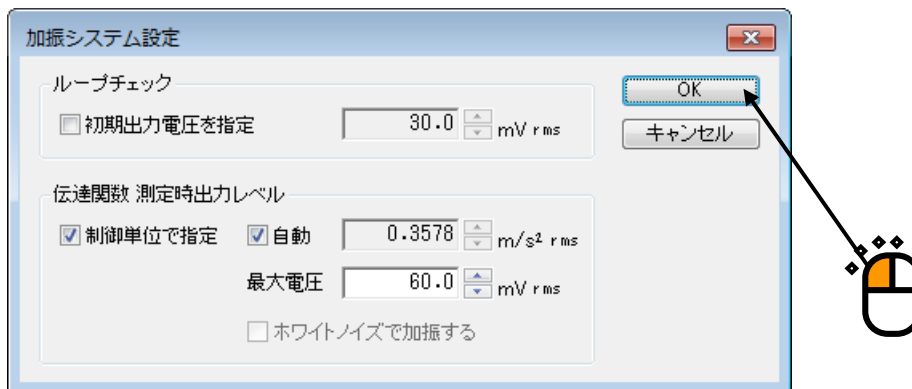 加振システム設定
ループチェック
初期出力電圧を指定 30.0 mV rms
OK
キャンセル
伝達関数 測定時出力レベル
制御単位で指定 自動 0.3578 m/s² rms
最大電圧 60.0 mV rms
ホワイトノイズで加振する